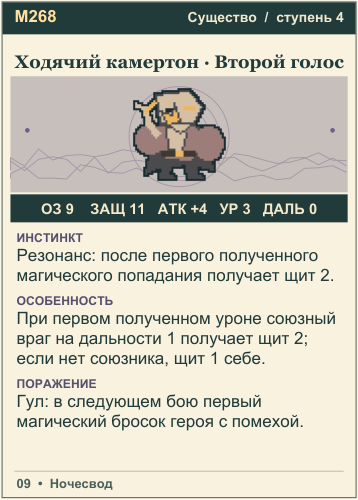 M268
Существо / ступень 4
Ходячий камертон · Второй голос
ОЗ 9 ЗАЩ 11 АТК +4 УР 3 ДАЛЬ 0
ИНСТИНКТ
Резонанс: после первого полученного
магического попадания получает щит 2.
ОСОБЕННОСТЬ
При первом полученном уроне союзный
враг на дальности 1 получает щит 2;
если нет союзника, щит 1 себе.
ПОРАЖЕНИЕ
Гул: в следующем бою первый
магический бросок героя с помехой.
09 • Ночесвод